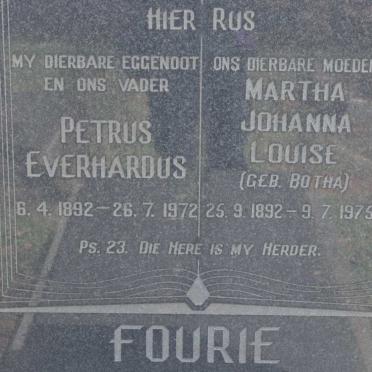 HIER RUS
MY DIERBARE EGGENOOT
EN ONS VADER
PETRUS
EVERHARDUS
6. 4. 1892 – 26. 7. 1972
ONS DIERBARE MOEDER
MARTHA
JOHANNA
LOUISE
(GEB. BOTHA)
25. 9. 1892 – 9. 7. 1975
PS. 23. DIE HERE IS MY HERDER.
FOURIE